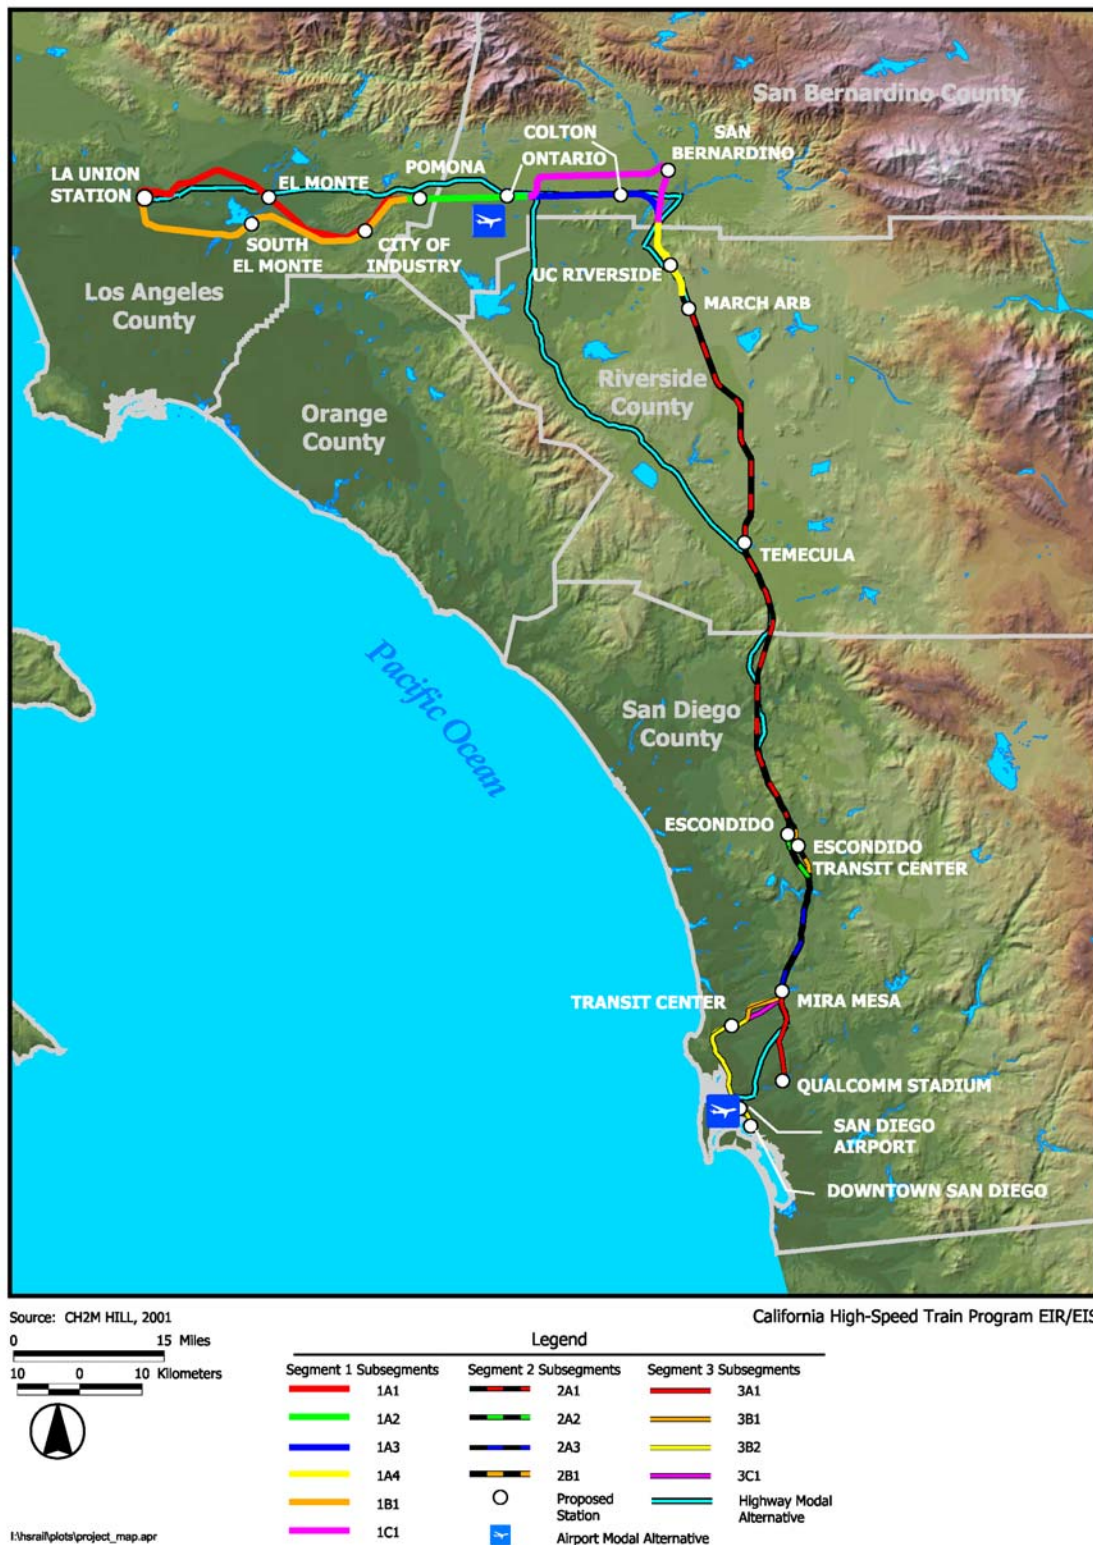 San Bernardino County
COLTON
SAN
BERNARDINO
POMONA
ONTARIO
LA UNION
STATION
EL MONTE
SOUTH
EL MONTE
CITY OF
INDUSTRY
UC RIVERSIDE
MARCH ARB
Los Angeles
County
Riverside
County
Orange
County
TEMECULA
Pacific Ocean
San Diego
County
ESCONDIDO
ESCONDIDO
TRANSIT CENTER
TRANSIT CENTER
MIRA MESA
QUALCOMM STADIUM
SAN DIEGO
AIRPORT
DOWNTOWN SAN DIEGO
Source: CH2M HILL, 2001
California High-Speed Train Program EIR/EIS
0 15 Miles
10 0 10 Kilometers
Legend
Segment 1 Subsegments
1A1
1A2
1A3
1A4
1B1
1C1
Segment 2 Subsegments
2A1
2A2
2A3
2B1
Proposed
Station
Airport Modal Alternative
Segment 3 Subsegments
3A1
3B1
3B2
3C1
Highway Modal
Alternative
I:\hsrail\plots\project_map.apr